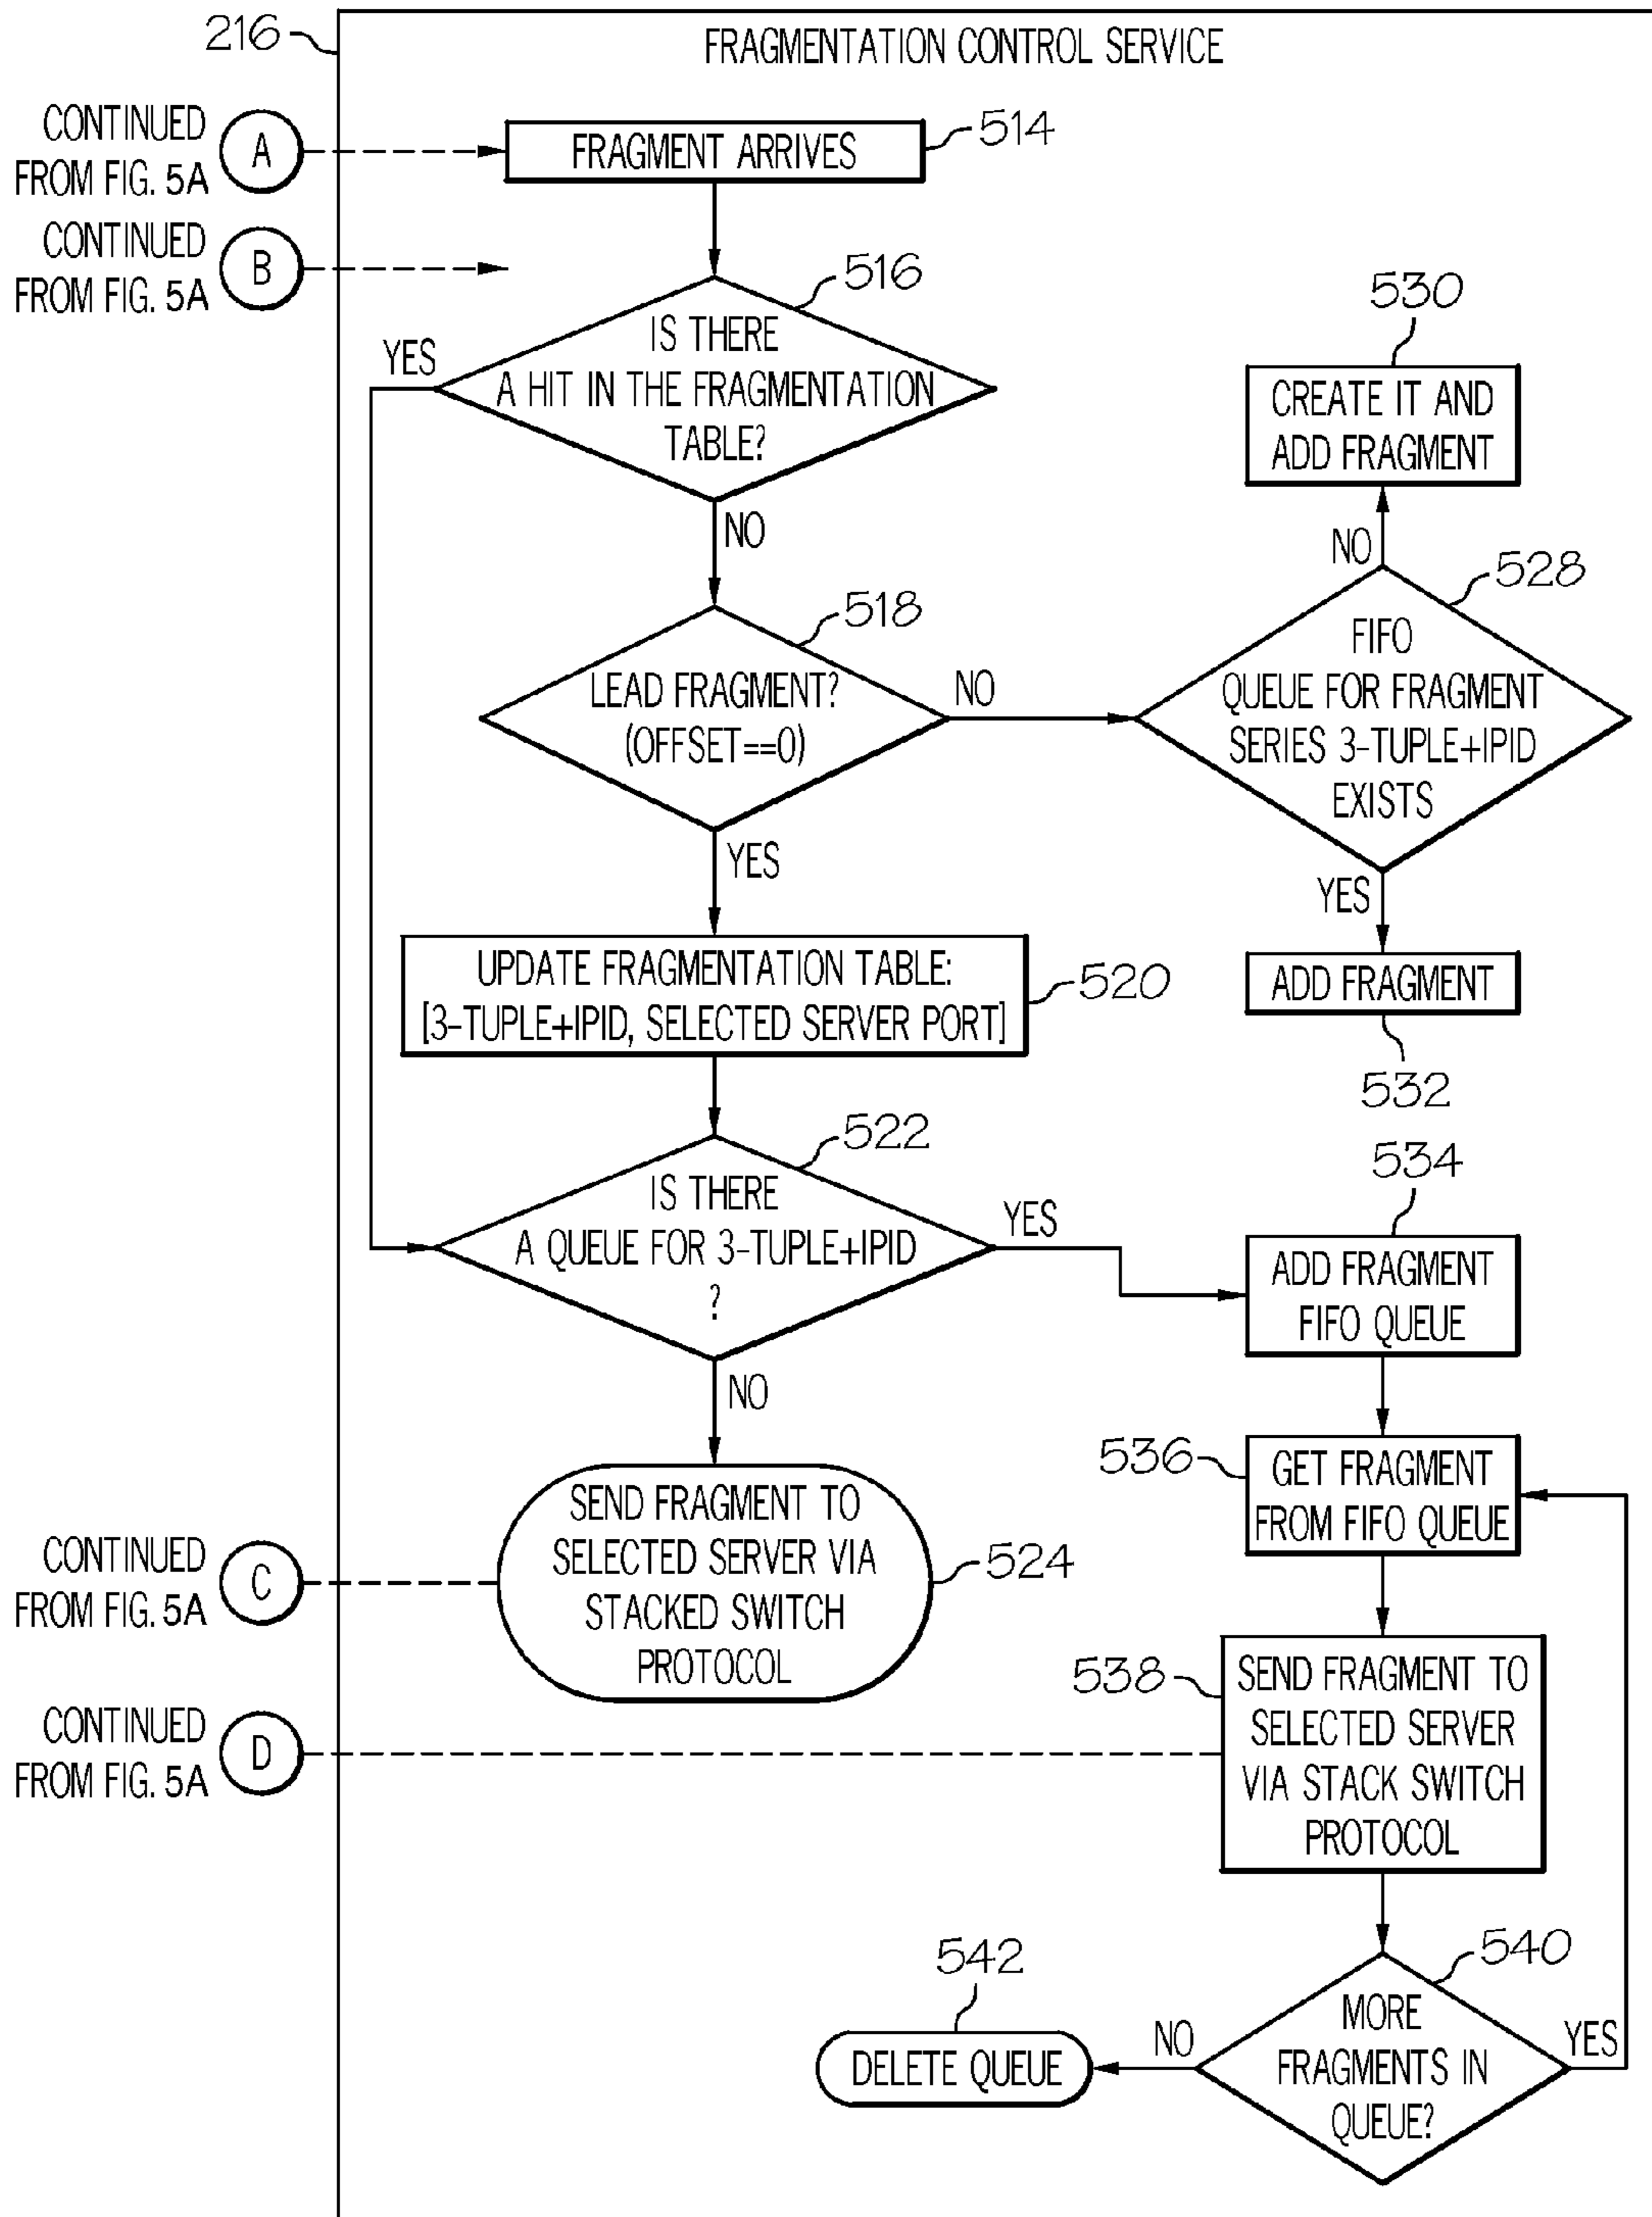 216
FRAGMENTATION CONTROL SERVICE
CONTINUED
FROM FIG. 5A
A
FRAGMENT ARRIVES
514
CONTINUED
FROM FIG. 5A
B
516
IS THERE
A HIT IN THE FRAGMENTATION
TABLE?
YES
NO
530
CREATE IT AND
ADD FRAGMENT
NO
518
LEAD FRAGMENT?
(OFFSET==0)
NO
YES
528
FIFO
QUEUE FOR FRAGMENT
SERIES 3-TUPLE+IPID
EXISTS
YES
UPDATE FRAGMENTATION TABLE:
[3-TUPLE+IPID, SELECTED SERVER PORT]
520
ADD FRAGMENT
532
522
IS THERE
A QUEUE FOR 3-TUPLE+IPID
?
YES
NO
534
ADD FRAGMENT
FIFO QUEUE
536
GET FRAGMENT
FROM FIFO QUEUE
CONTINUED
FROM FIG. 5A
C
SEND FRAGMENT TO
SELECTED SERVER VIA
STACKED SWITCH
PROTOCOL
524
CONTINUED
FROM FIG. 5A
D
538
SEND FRAGMENT TO
SELECTED SERVER
VIA STACK SWITCH
PROTOCOL
540
MORE
FRAGMENTS IN
QUEUE?
YES
NO
542
DELETE QUEUE